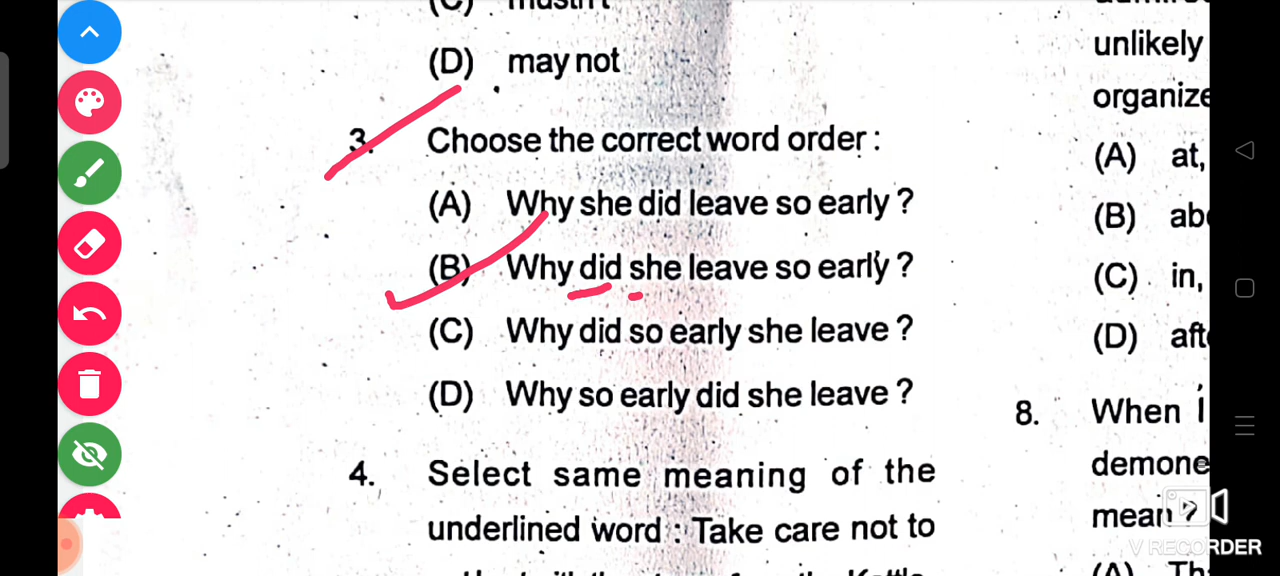 (D) may not
3. Choose the correct word order :
(A) Why she did leave so early ?
(B) Why did she leave so early ?
(C) Why did so early she leave ?
(D) Why so early did she leave ?
4. Select same meaning of the
underlined word : Take care not to
unlikely
organize
(A) at,
(B)
(C) in,
(D)
8. When I
mean ?
(A)
V RECORDER